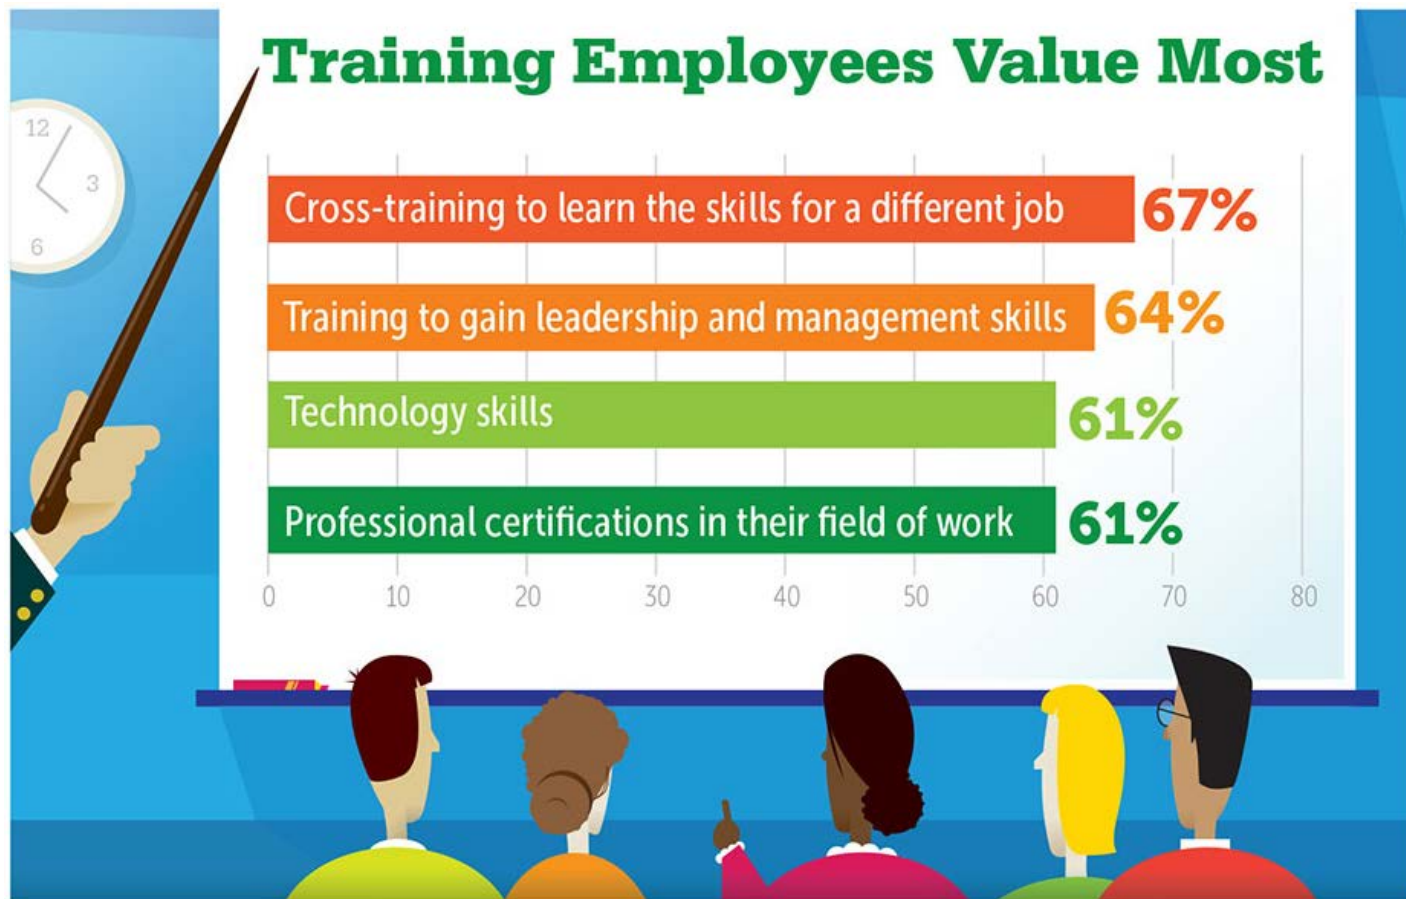 Training Employees Value Most
12
3
6
Cross-training to learn the skills for a different job 67%
Training to gain leadership and management skills 64%
Technology skills 61%
Professional certifications in their field of work 61%
0 10 20 30 40 50 60 70 80